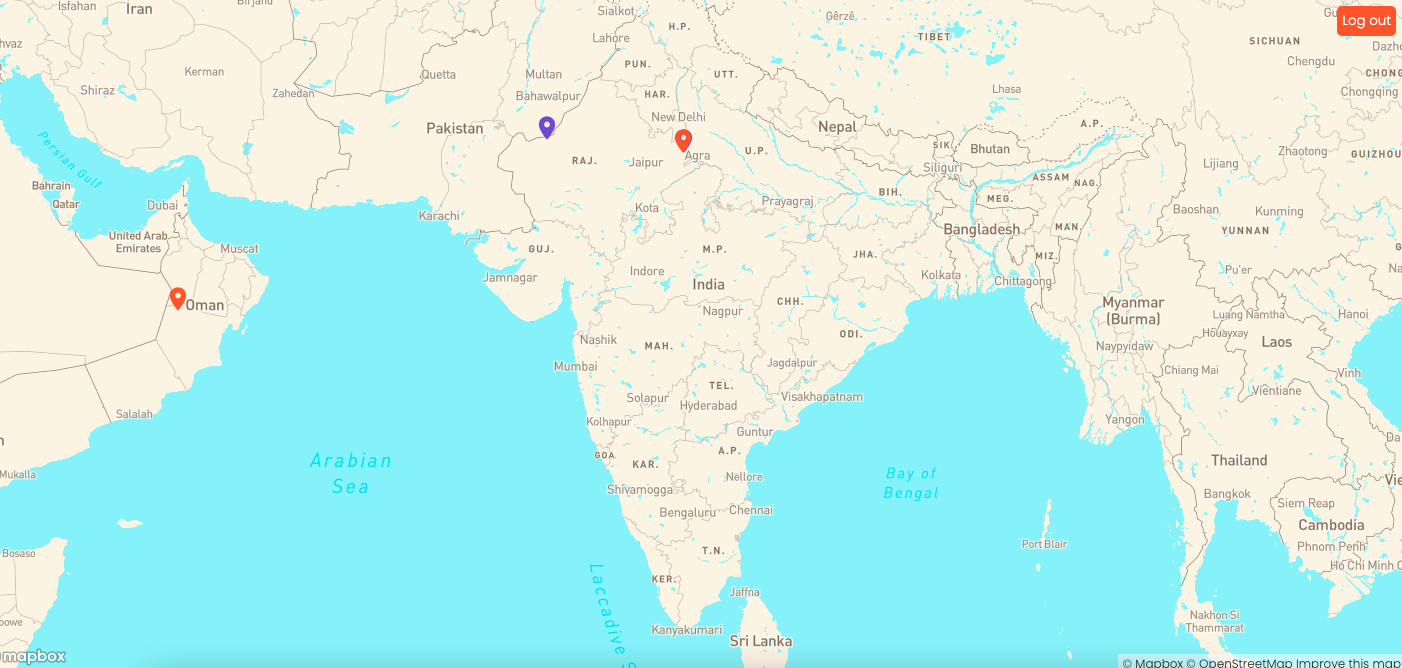 Isfahan
Iran
Birjand
Sialkot
H.P.
Gêrzê
TIBET
SICHUAN
Log out
Lahore
Chengdu
Kerman
Quetta
Multan
PUN.
UTT.
Shiraz
Zahedan
Bahawalpur
HAR.
Lhasa
Chongqing
Pakistan
New Delhi
Nepal
A.P.
Persian Gulf
RAJ.
Jaipur
Agra
U.P.
SIK.
Bhutan
Zhaotong
GUIZHOU
Siliguri
Lijiang
Bahrain
Qatar
Dubai
Karachi
Kota
Prayagraj
BIH.
ASSAM
NAG.
MEG.
Baoshan
Kunming
United Arab
Emirates
Muscat
GUJ.
M.P.
JHA.
Bangladesh
MAN.
MIZ.
YUNNAN
Jamnagar
Indore
India
Kolkata
Chittagong
Pu'er
Oman
Nagpur
CHH.
Myanmar
(Burma)
Luang Namtha
Hanoi
Nashik
MAH.
ODI.
Houayxay
Laos
Mumbai
Jagdalpur
Naypyidaw
Chiang Mai
Vinh
TEL.
Solapur
Hyderabad
Visakhapatnam
Vientiane
Salalah
Kolhapur
Guntur
Yangon
Arabian
Sea
GOA
KAR.
A.P.
Bay of
Bengal
Thailand
Mukalla
Nellore
Shivamogga
Bangkok
Siem Reap
Bengaluru
Chennai
Cambodia
Bosaso
T.N.
Port Blair
Phnom Penh
Ho Chi Minh C
KER.
Laccadive S
Jaffna
Kanyakumari
Sri Lanka
Nakhon Si
Thammarat
mapbox
© Mapbox © OpenStreetMap Improve this map